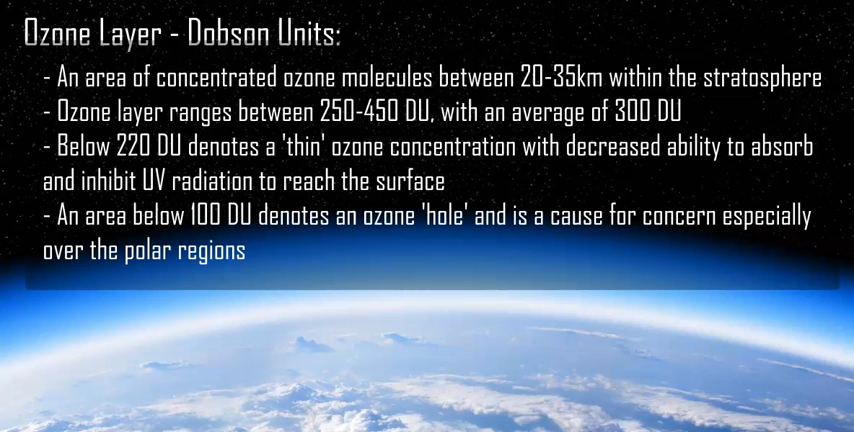 Ozone Layer - Dobson Units:
- An area of concentrated ozone molecules between 20-35km within the stratosphere
- Ozone layer ranges between 250-450 DU, with an average of 300 DU
- Below 220 DU denotes a 'thin' ozone concentration with decreased ability to absorb
and inhibit UV radiation to reach the surface
- An area below 100 DU denotes an ozone 'hole' and is a cause for concern especially
over the polar regions